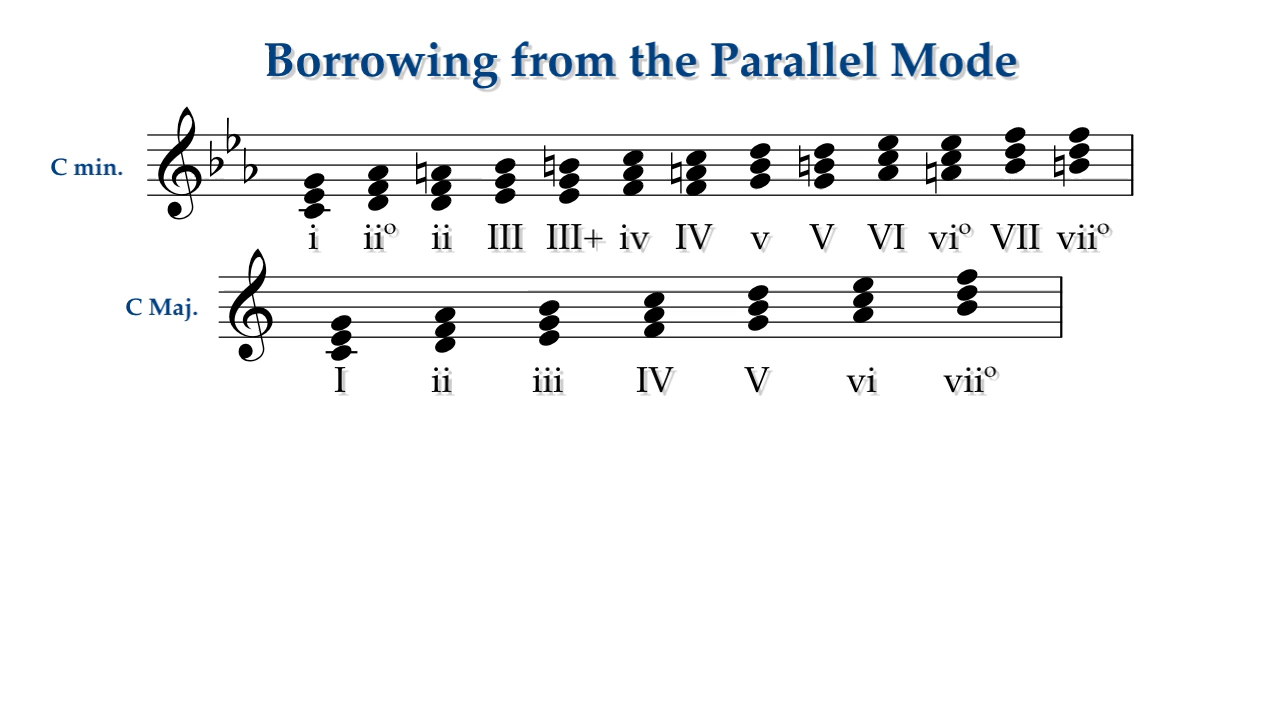 Borrowing from the Parallel Mode
C min.
i iiº ii III III+ iv IV v V VI viº VII viiº
C Maj.
I ii iii IV V vi viiº